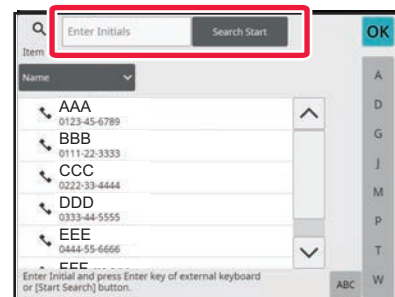 Enter Initials Search Start OK
Item
Name
A
AAA
0123-45-6789
D
BBB
0111-22-3333
G
CCC
0222-33-4444
J
DDD
0333-44-5555
M
EEE
0444-55-6666
P
T
Enter Initial and press Enter key of external keyboard
or [Start Search] button.
ABC
W